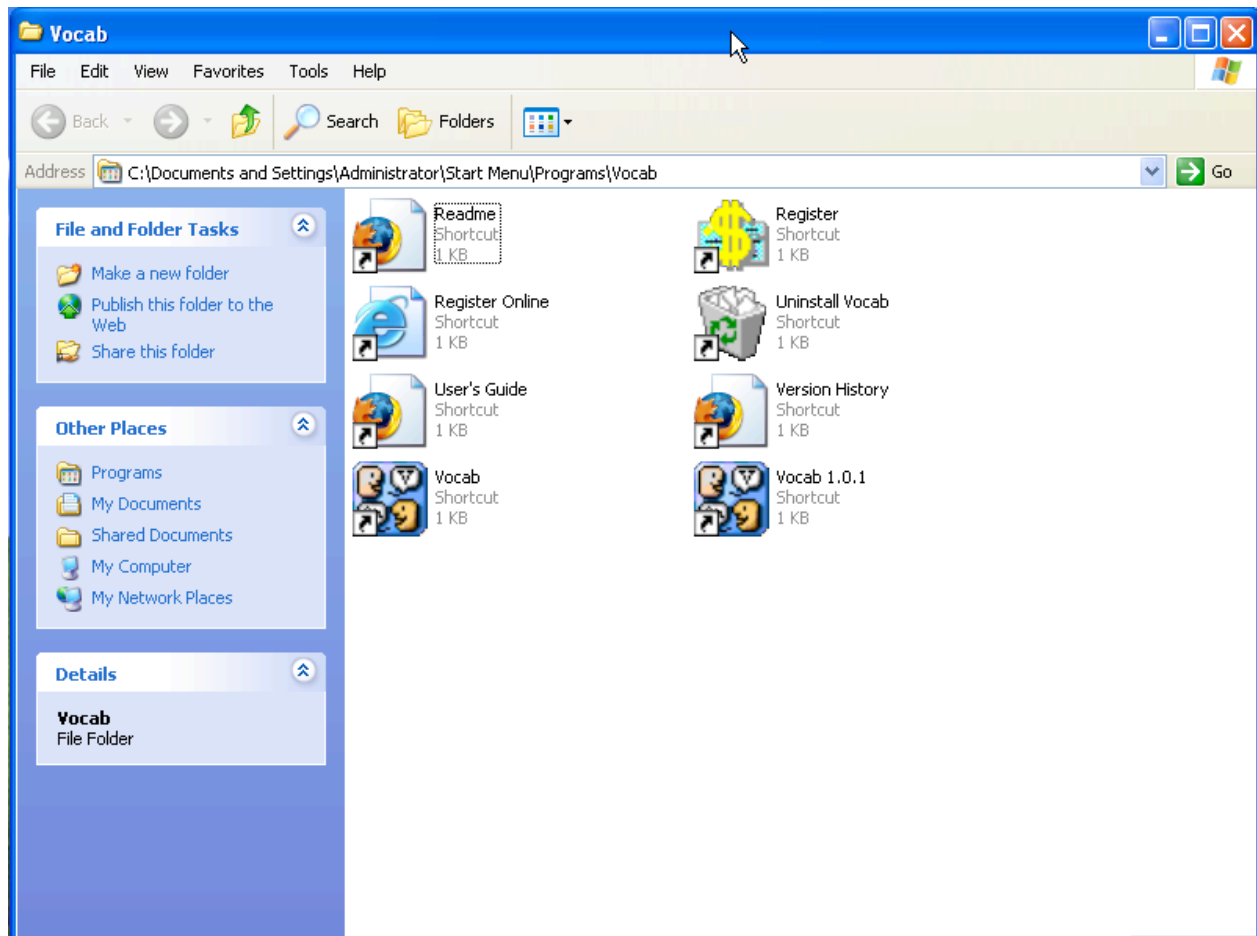 Vocab
File Edit View Favorites Tools Help
Back Search Folders
Address C:\Documents and Settings\Administrator\Start Menu\Programs\Vocab Go
File and Folder Tasks
Make a new folder
Publish this folder to the
Web
Share this folder
Other Places
Programs
My Documents
Shared Documents
My Computer
My Network Places
Details
Vocab
File Folder
Readme
Shortcut
1 KB
Register
Shortcut
1 KB
Register Online
Shortcut
1 KB
Uninstall Vocab
Shortcut
1 KB
User's Guide
Shortcut
1 KB
Version History
Shortcut
1 KB
Vocab
Shortcut
1 KB
Vocab 1.0.1
Shortcut
1 KB